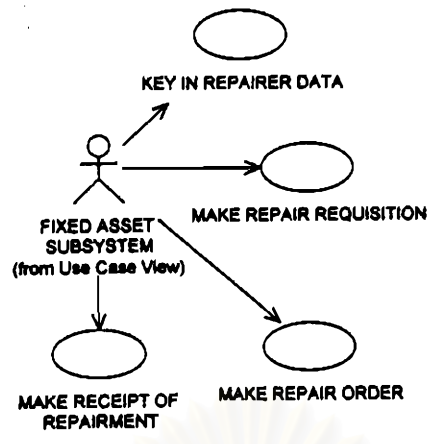 KEY IN REPAIRER DATA
MAKE REPAIR REQUISITION
FIXED ASSET
SUBSYSTEM
(from Use Case View)
MAKE REPAIR ORDER
MAKE RECEIPT OF
REPAIRMENT